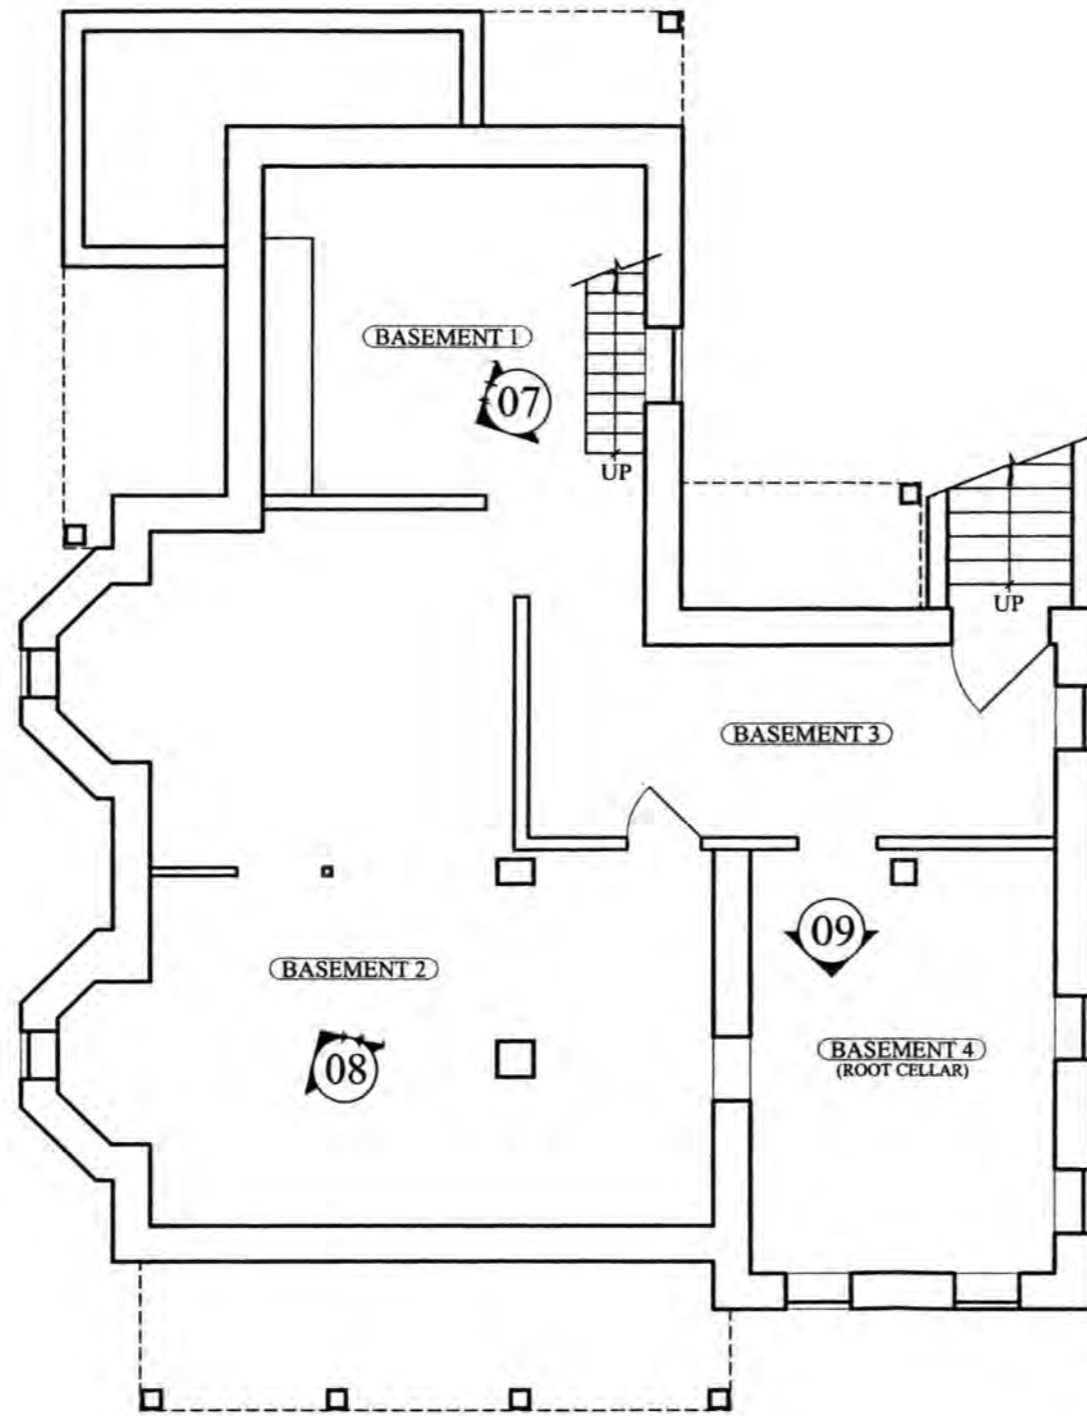 BASEMENT 1
07
UP
UP
BASEMENT 3
BASEMENT 2
09
08
BASEMENT 4
(ROOT CELLAR)